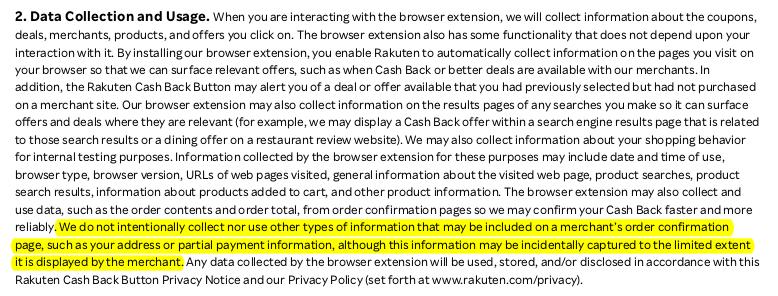 2. Data Collection and Usage. When you are interacting with the browser extension, we will collect information about the coupons,
deals, merchants, products, and offers you click on. The browser extension also has some functionality that does not depend upon your
interaction with it. By installing our browser extension, you enable Rakuten to automatically collect information on the pages you visit on
your browser so that we can surface relevant offers, such as when Cash Back or better deals are available with our merchants. In
addition, the Rakuten Cash Back Button may alert you of a deal or offer available that you had previously selected but had not purchased
on a merchant site. Our browser extension may also collect information on the results pages of any searches you make so it can surface
offers and deals where they are relevant (for example, we may display a Cash Back offer within a search engine results page that is related
to those search results or a dining offer on a restaurant review website). We may also collect information about your shopping behavior
for internal testing purposes. Information collected by the browser extension for these purposes may include date and time of use,
browser type, browser version, URLs of web pages visited, general information about the visited web page, product searches, product
search results, information about products added to cart, and other product information. The browser extension may also collect and
use data, such as the order contents and order total, from order confirmation pages so we may confirm your Cash Back faster and more
reliably. We do not intentionally collect nor use other types of information that may be included on a merchant's order confirmation
page, such as your address or partial payment information, although this information may be incidentally captured to the limited extent
it is displayed by the merchant. Any data collected by the browser extension will be used, stored, and/or disclosed in accordance with this
Rakuten Cash Back Button Privacy Notice and our Privacy Policy (set forth at www.rakuten.com/privacy).